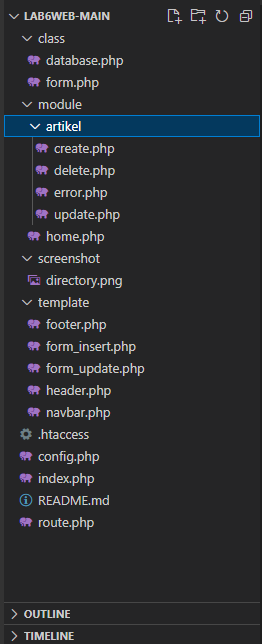 LAB6WEB-MAIN
class
database.php
form.php
module
artikel
create.php
delete.php
error.php
update.php
home.php
screenshot
directory.png
template
footer.php
form_insert.php
form_update.php
header.php
navbar.php
.htaccess
config.php
index.php
README.md
route.php
OUTLINE
TIMELINE